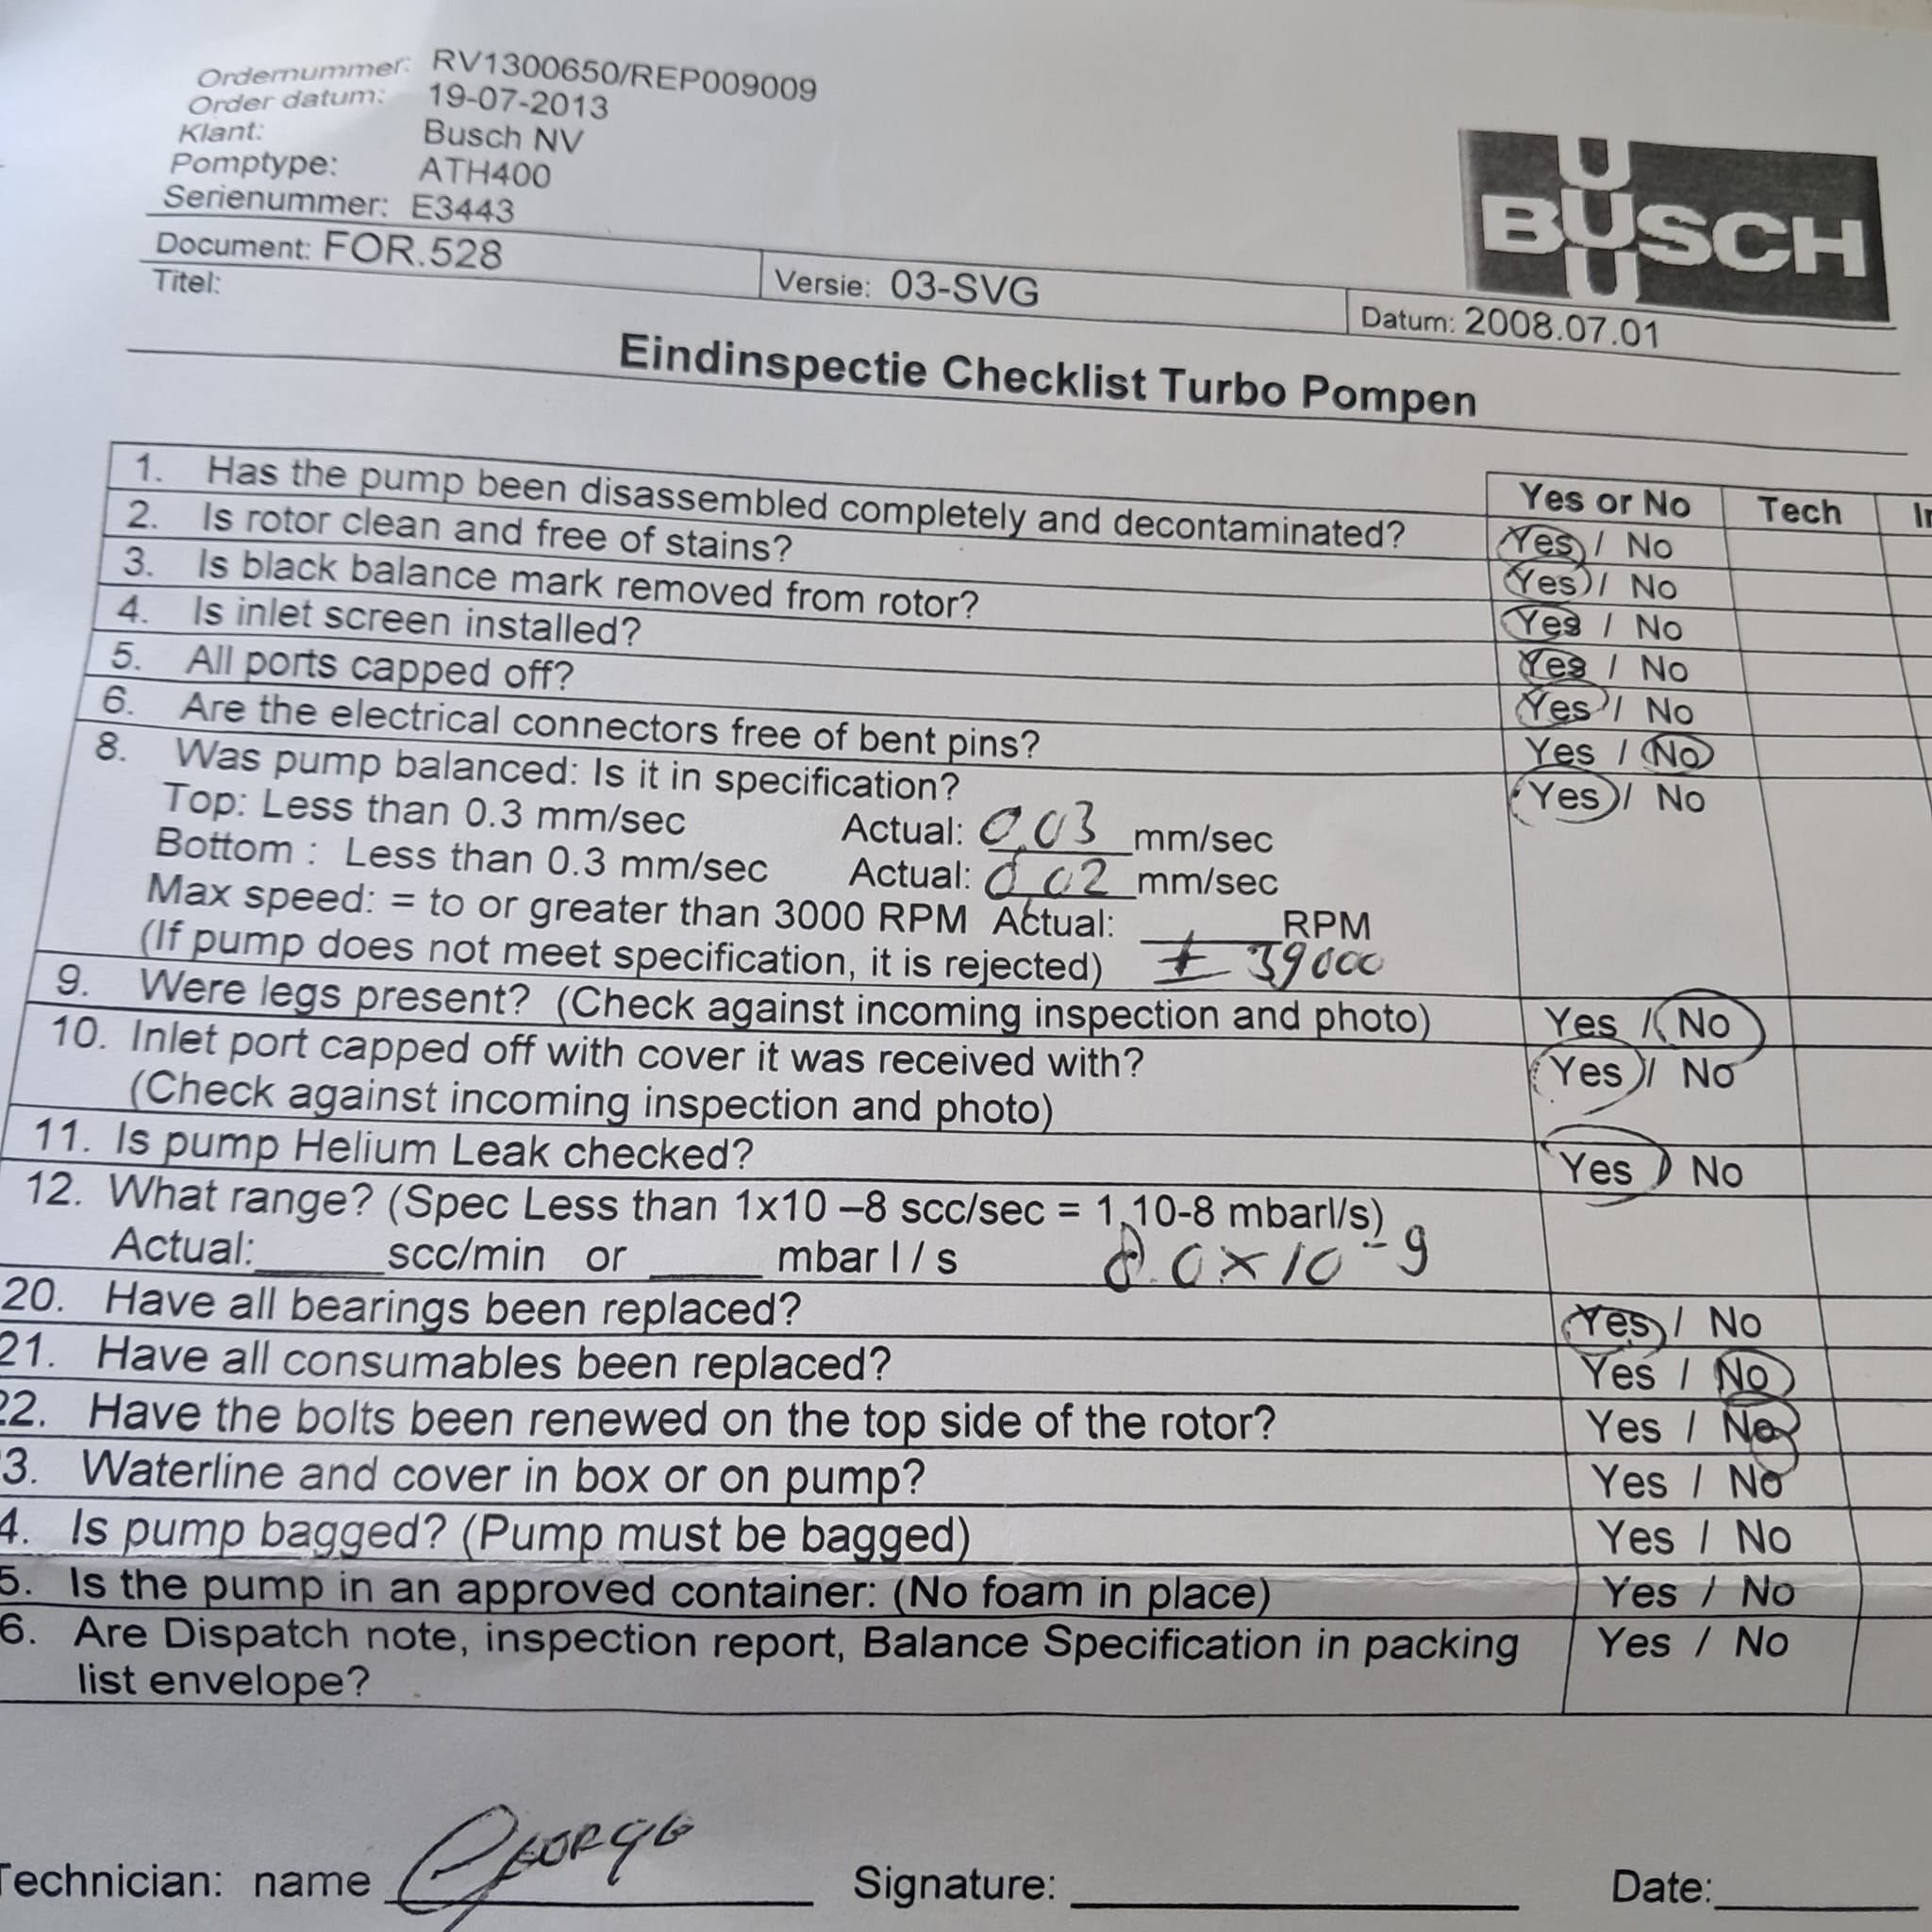 Ordernummer: RV1300650/REP009009
Order datum: 19-07-2013
Klant: Busch NV
Pomptype: ATH400
Serienummer: E3443
BUSCH
U
U
Document: FOR.528 Versie: 03-SVG Datum: 2008.07.01
Titel:
Eindinspectie Checklist Turbo Pompen
Yes or No Tech
1. Has the pump been disassembled completely and decontaminated? Yes / No
2. Is rotor clean and free of stains? Yes / No
3. Is black balance mark removed from rotor? Yes / No
4. Is inlet screen installed? Yes / No
5. All ports capped off? Yes / No
6. Are the electrical connectors free of bent pins? Yes / No
8. Was pump balanced: Is it in specification? Yes / No
Top: Less than 0.3 mm/sec Actual: 0,03 mm/sec
Bottom : Less than 0.3 mm/sec Actual: 0,02 mm/sec
Max speed: = to or greater than 3000 RPM Actual: ____ RPM
(If pump does not meet specification, it is rejected) ± 39000
9. Were legs present? (Check against incoming inspection and photo) Yes / No
10. Inlet port capped off with cover it was received with? Yes / No
(Check against incoming inspection and photo)
11. Is pump Helium Leak checked? Yes / No
12. What range? (Spec Less than 1x10 –8 scc/sec = 1,10-8 mbarl/s)
Actual:_____ scc/min or ____ mbar l / s 8.0 x 10 -9
20. Have all bearings been replaced? Yes / No
21. Have all consumables been replaced? Yes / No
22. Have the bolts been renewed on the top side of the rotor? Yes / No
3. Waterline and cover in box or on pump? Yes / No
4. Is pump bagged? (Pump must be bagged) Yes / No
5. Is the pump in an approved container: (No foam in place) Yes / No
6. Are Dispatch note, inspection report, Balance Specification in packing Yes / No
list envelope?
Technician: name George Signature: ____ Date:____